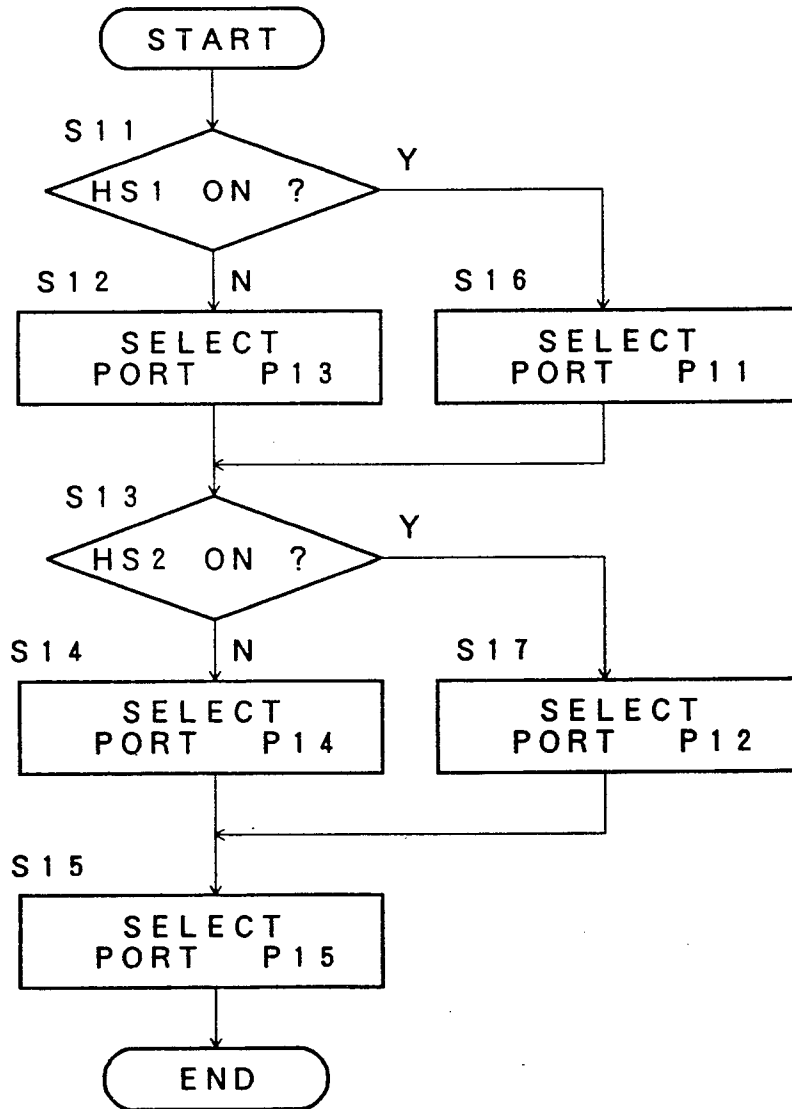 START
S11
HS1 ON ?
Y
N
S12
SELECT
PORT P13
S16
SELECT
PORT P11
S13
HS2 ON ?
Y
N
S14
SELECT
PORT P14
S17
SELECT
PORT P12
S15
SELECT
PORT P15
END